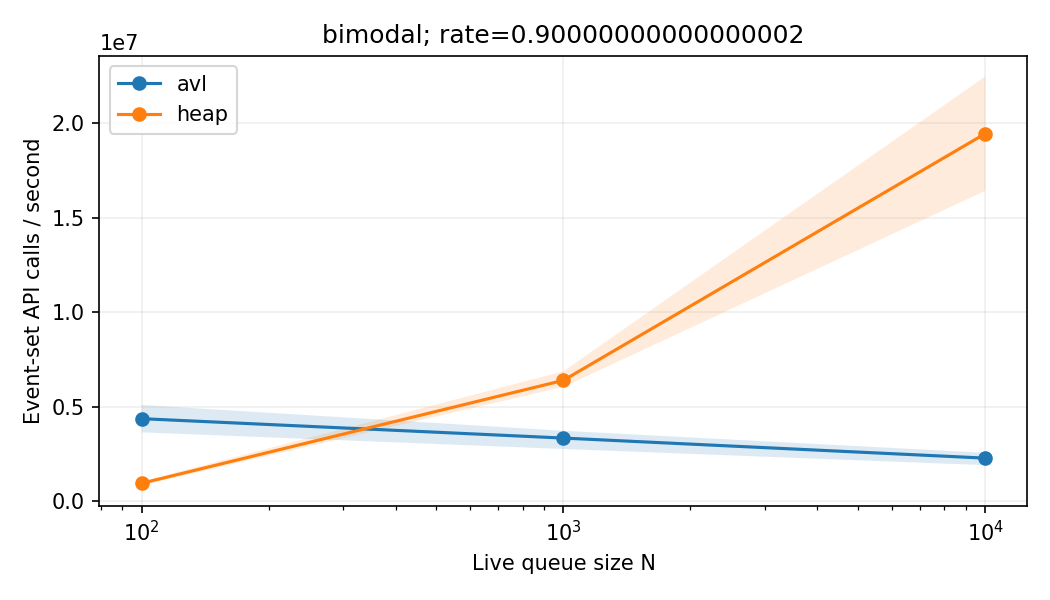 bimodal; rate=0.90000000000000002
1e7
avl
heap
2.0
1.5
1.0
0.5
0.0
Event-set API calls / second
10²
10³
10⁴
Live queue size N